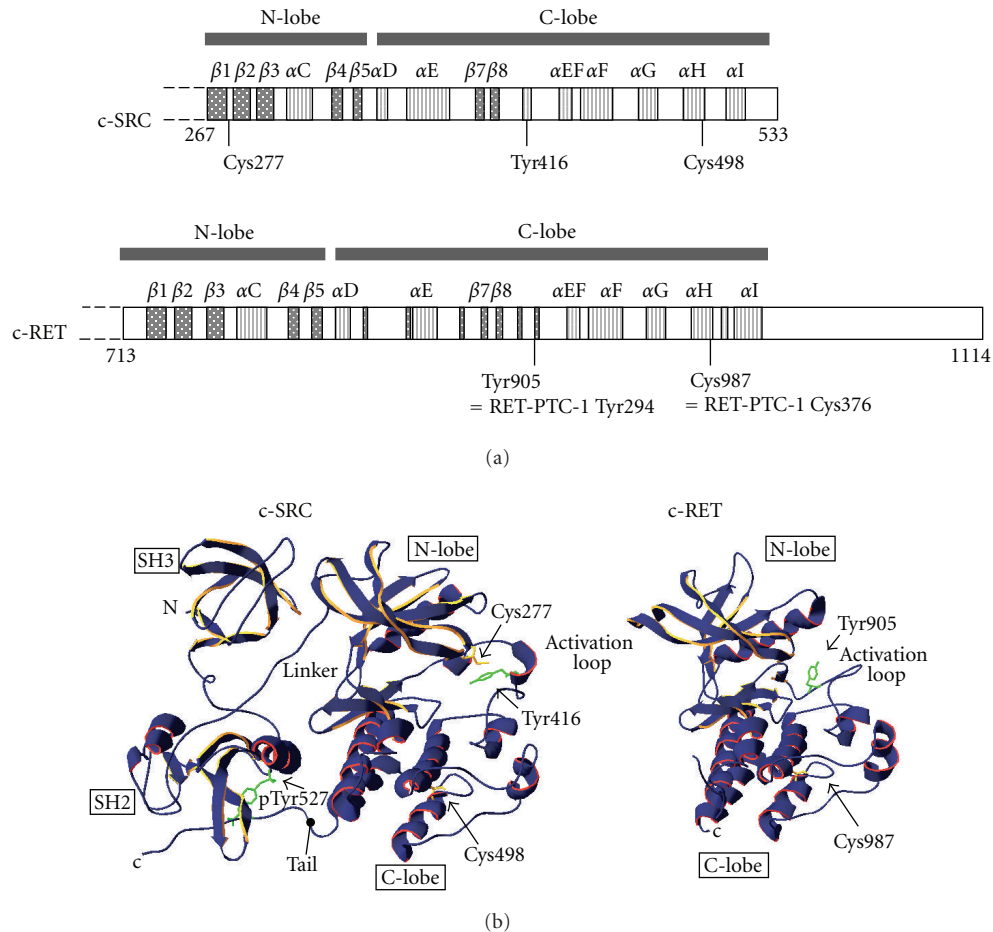 N-lobe C-lobe
β1 β2 β3 αC β4 β5 αD αE β7 β8 αEF αF αG αH αI
c-SRC
267 533
Cys277 Tyr416 Cys498
N-lobe C-lobe
β1 β2 β3 αC β4 β5 αD αE β7 β8 αEF αF αG αH αI
c-RET
713 1114
Tyr905 Cys987
= RET-PTC-1 Tyr294 = RET-PTC-1 Cys376
(a)
c-SRC c-RET
SH3 N-lobe N-lobe
N Cys277 Tyr905
Linker Activation loop Activation loop
Tyr416
SH2 pTyr527
c Tail Cys498 c Cys987
C-lobe C-lobe
(b)